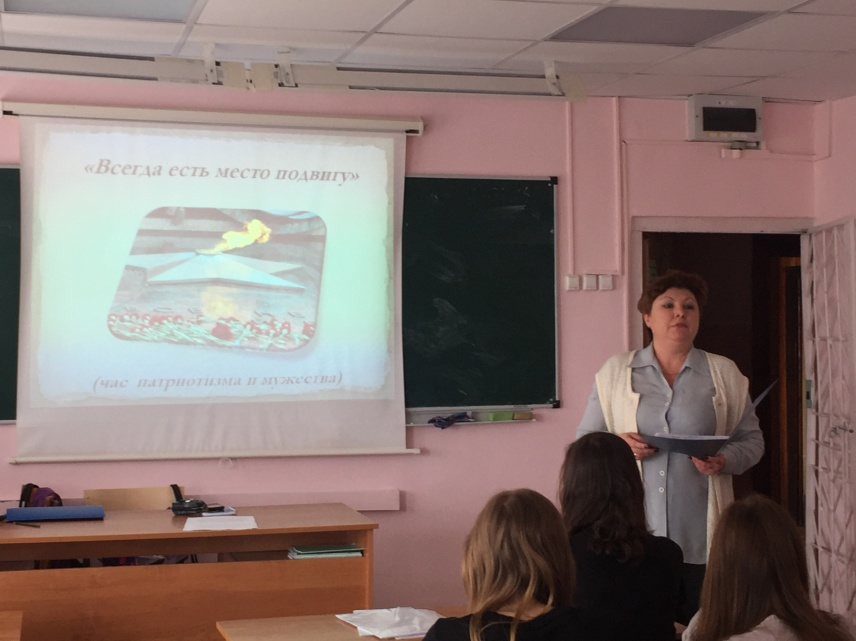 «Всегда есть место подвигу»
(час патриотизма и мужества)